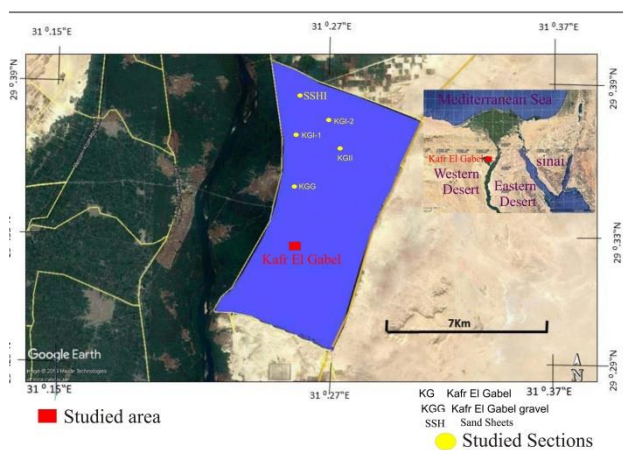 31 0.15'E
31 0.27'E
31 0.37'E
29 0.39"N
29 0.39"N
SSHI
KGI-2
KGI-1
KGII
KGG
Kafr El Gabel
Mediterranean Sea
Kafr El Gabel
Western
Desert
Eastern
Desert
sinai
29 0.33"N
7Km
Google Earth
29 0.29"N
N
31 0.15'E
31 0.27'E
31 0.37'E
Studied area
KG Kafr El Gabel
KGG Kafr El Gabel gravel
SSH Sand Sheets
Studied Sections